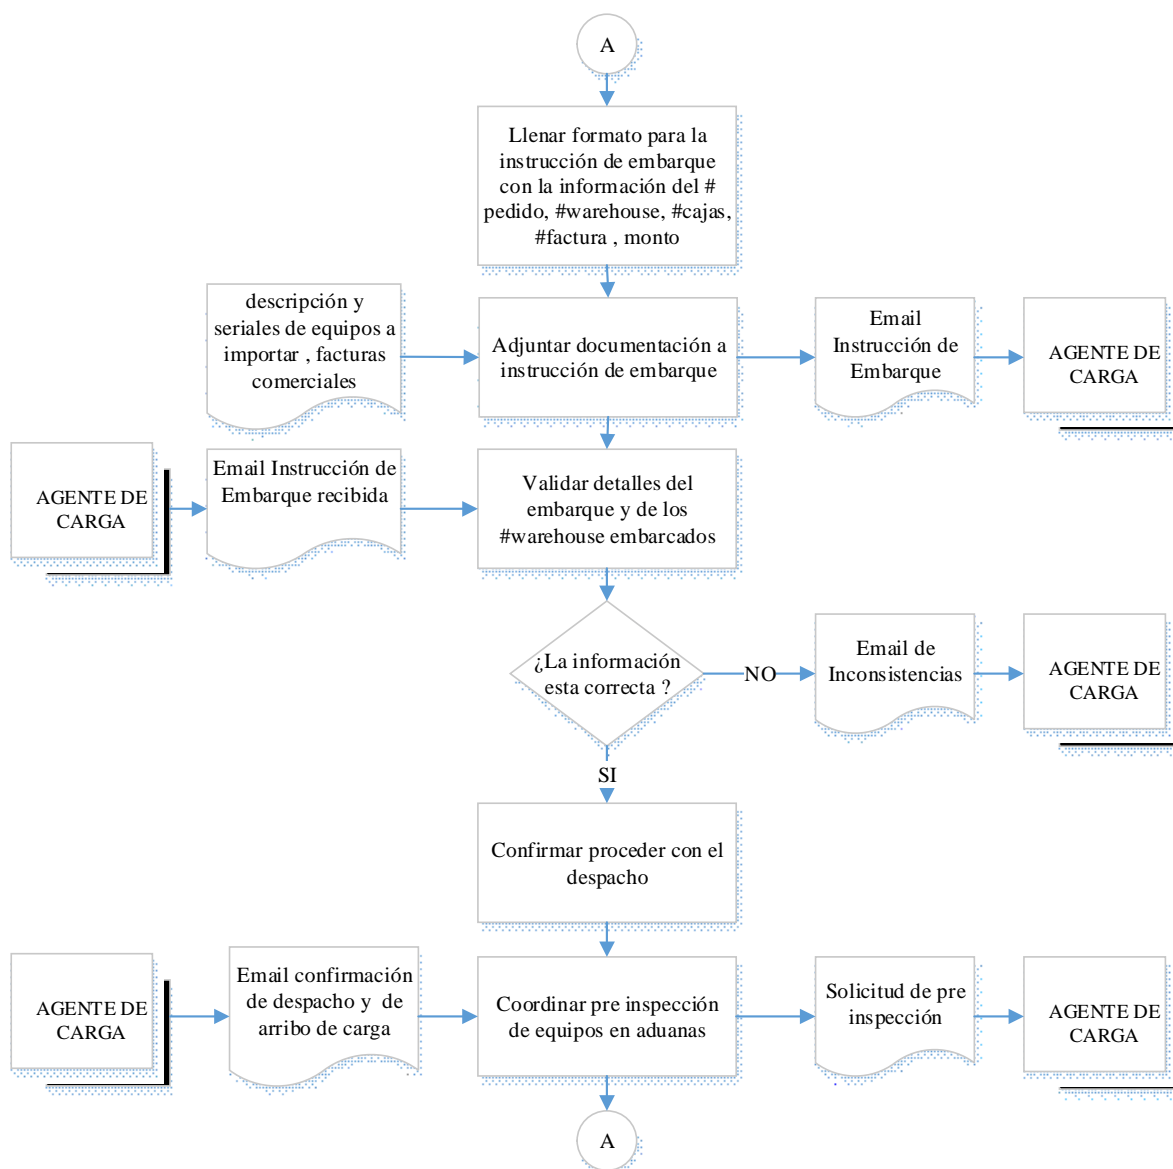 A
Llenar formato para la
instrucción de embarque
con la información del #
pedido, #warehouse, #cajas,
#factura , monto
descripción y
seriales de equipos a
importar , facturas
comerciales
Adjuntar documentación a
instrucción de embarque
Email
Instrucción de
Embarque
AGENTE DE
CARGA
AGENTE DE
CARGA
Email Instrucción de
Embarque recibida
Validar detalles del
embarque y de los
#warehouse embarcados
¿La información
esta correcta ?
NO
Email de
Inconsistencias
AGENTE DE
CARGA
SI
Confirmar proceder con el
despacho
AGENTE DE
CARGA
Email confirmación
de despacho y de
arribo de carga
Coordinar pre inspección
de equipos en aduanas
Solicitud de pre
inspección
AGENTE DE
CARGA
A